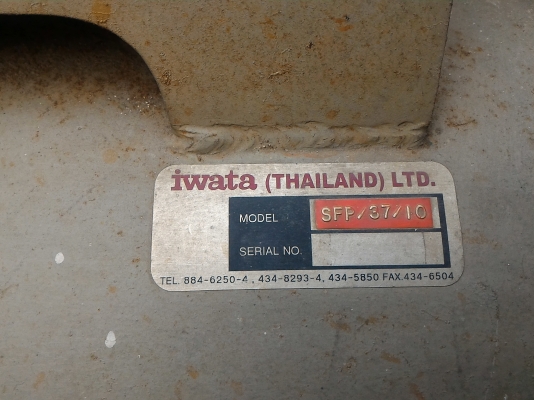 iwata (THAILAND) LTD.
MODEL SFP/37/10
SERIAL NO.
TEL. 884-6250-4 , 434-8293-4, 434-5850 FAX.434-6504